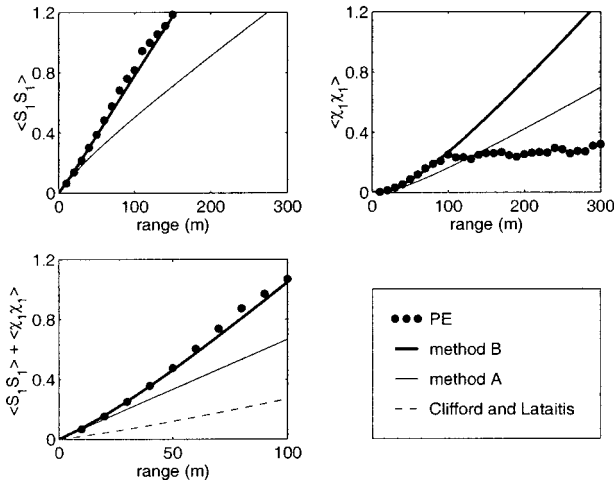 1.2
0.8
0.4
0
<S₁S₁>
0 100 200 300
range (m)
1.2
0.8
0.4
0
<χ₁χ₁>
0 100 200 300
range (m)
1.2
0.8
0.4
0
<S₁S₁> + <χ₁χ₁>
0 50 100
range (m)
PE
method B
method A
Clifford and Lataitis